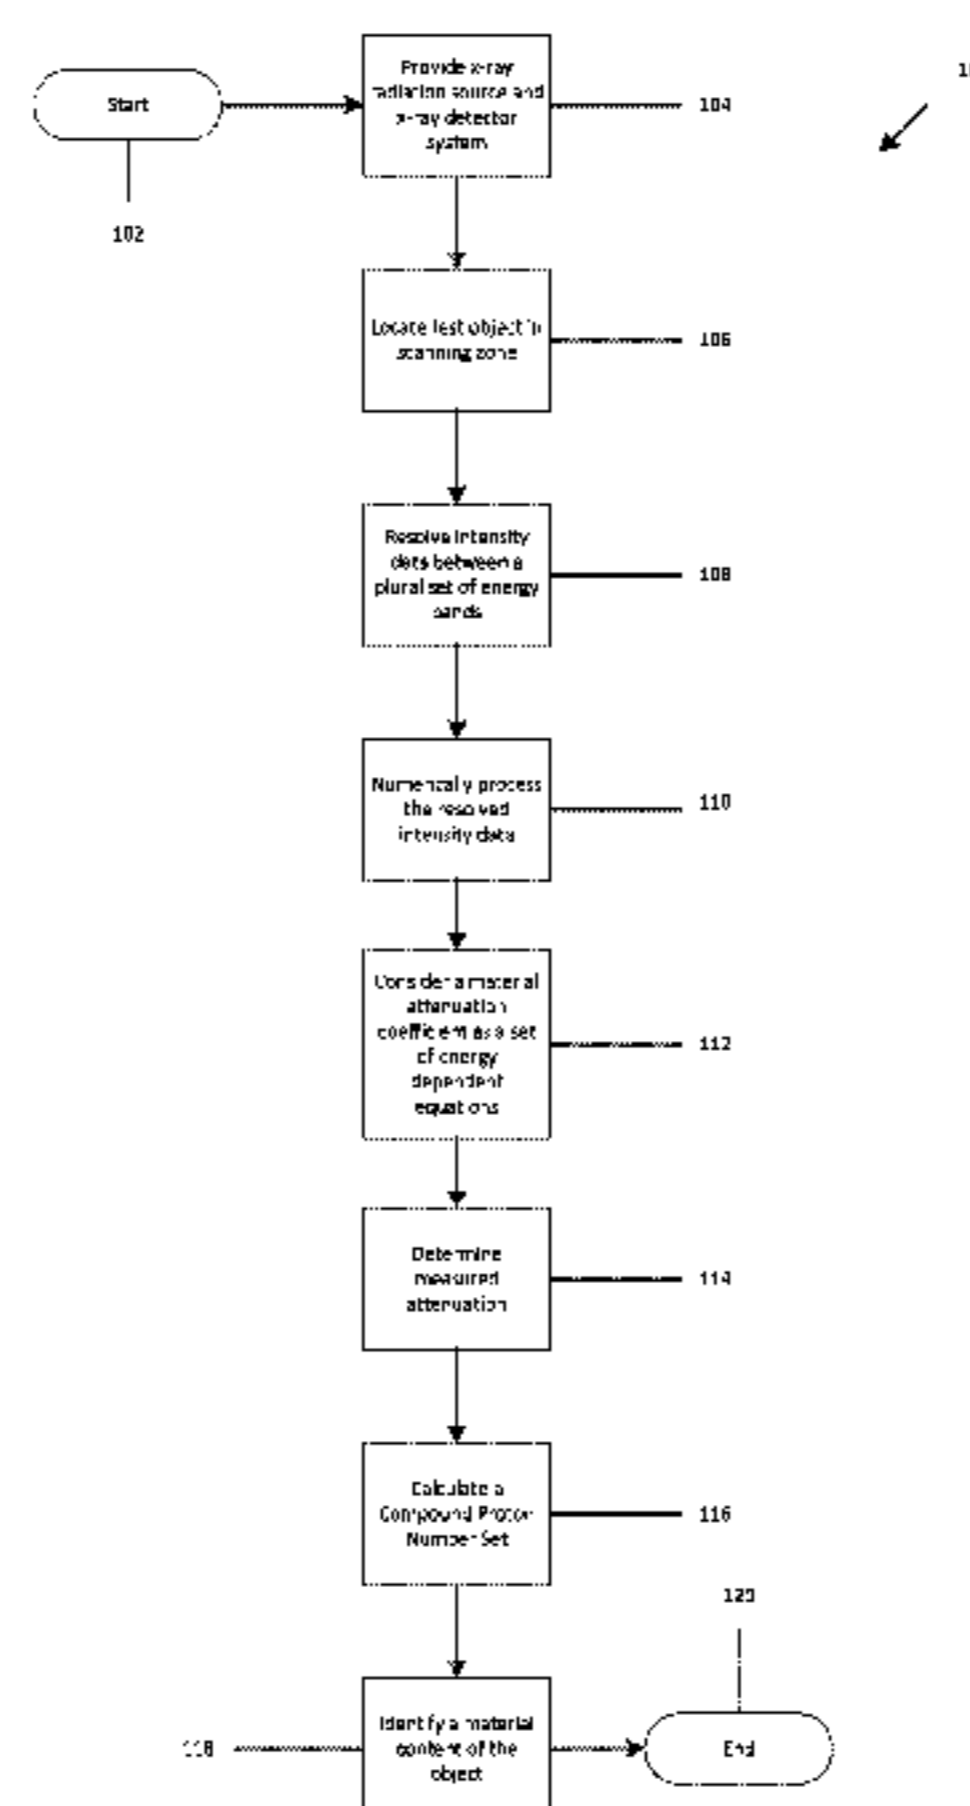 Start
102
Provide x-ray
radiation source and
x-ray detector
system
104
Locate test object in
scanning zone
106
Resolve intensity
data between a
plural set of energy
bands
108
Numerically process
the resolved
intensity data
110
Consider a material
attenuation
coefficient as a set
of energy
dependent
equations
112
Determine
measured
attenuation
114
Calculate a
Compound Proton
Number Set
116
Identify a material
content of the
object
118
120
End